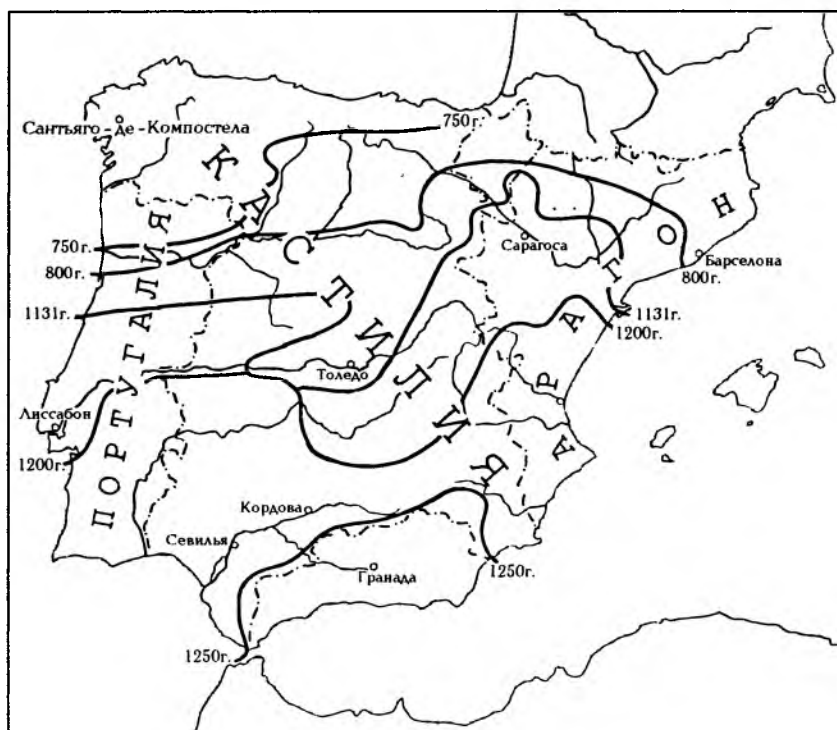 750г.
Сантьяго-де-Компостела
КАСТИЛИЯ
АРАГОН
ПОРТУГАЛИЯ
Сарагоса
Барселона
750г.
800г.
800г.
1131г.
1131г.
1200г.
Толедо
Лиссабон
1200г.
Кордова
Севилья
Гранада
1250г.
1250г.